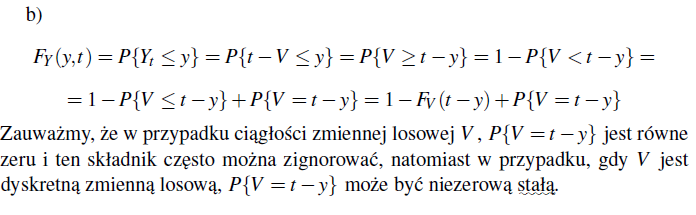 b)
F_Y(y,t) = P{Y_t ≤ y} = P{t − V ≤ y} = P{V ≥ t − y} = 1 − P{V < t − y} =
= 1 − P{V ≤ t − y} + P{V = t − y} = 1 − F_V(t − y) + P{V = t − y}
Zauważmy, że w przypadku ciągłości zmiennej losowej V, P{V = t − y} jest równe
zeru i ten składnik często można zignorować, natomiast w przypadku, gdy V jest
dyskretną zmienną losową, P{V = t − y} może być niezerową stałą.